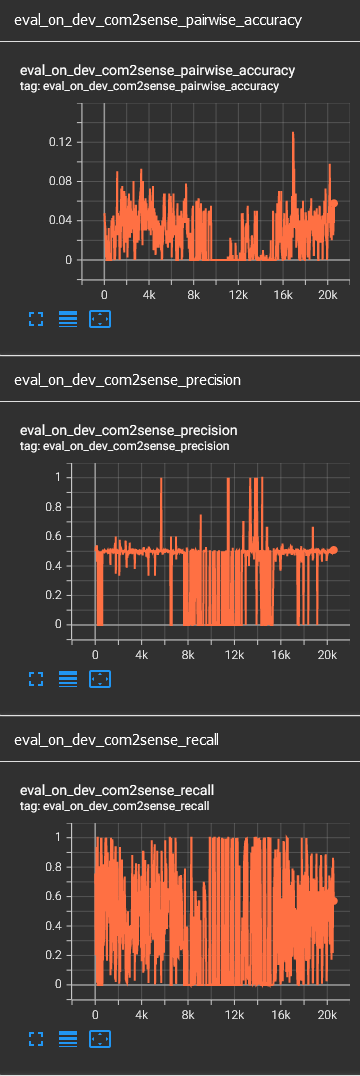 eval_on_dev_com2sense_pairwise_accuracy
eval_on_dev_com2sense_pairwise_accuracy
tag: eval_on_dev_com2sense_pairwise_accuracy
0.12
0.08
0.04
0
0 4k 8k 12k 16k 20k
eval_on_dev_com2sense_precision
eval_on_dev_com2sense_precision
tag: eval_on_dev_com2sense_precision
1
0.8
0.6
0.4
0.2
0
0 4k 8k 12k 16k 20k
eval_on_dev_com2sense_recall
eval_on_dev_com2sense_recall
tag: eval_on_dev_com2sense_recall
1
0.8
0.6
0.4
0.2
0
0 4k 8k 12k 16k 20k